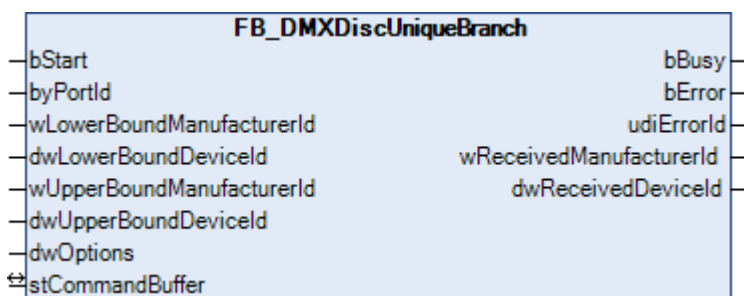 FB_DMXDiscUniqueBranch
bStart bBusy
byPortId bError
wLowerBoundManufacturerId udiErrorId
dwLowerBoundDeviceId wReceivedManufacturerId
wUpperBoundManufacturerId dwReceivedDeviceId
dwUpperBoundDeviceId
dwOptions
stCommandBuffer